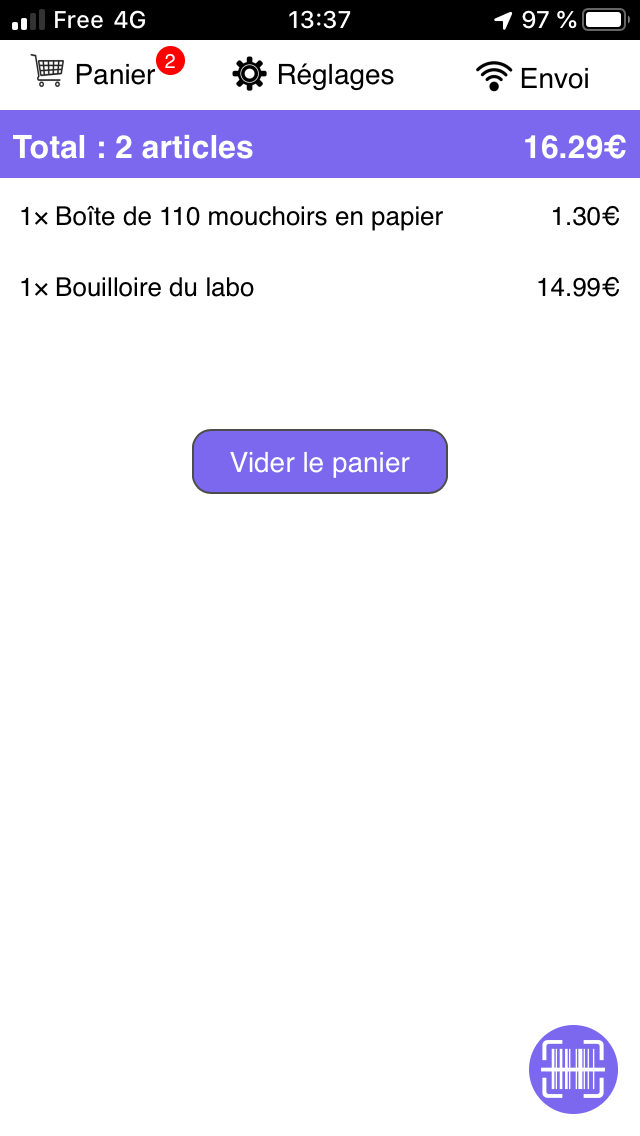 Free 4G 13:37 97 %
Panier 2 Réglages Envoi
Total : 2 articles 16.29€
1× Boîte de 110 mouchoirs en papier 1.30€
1× Bouilloire du labo 14.99€
Vider le panier